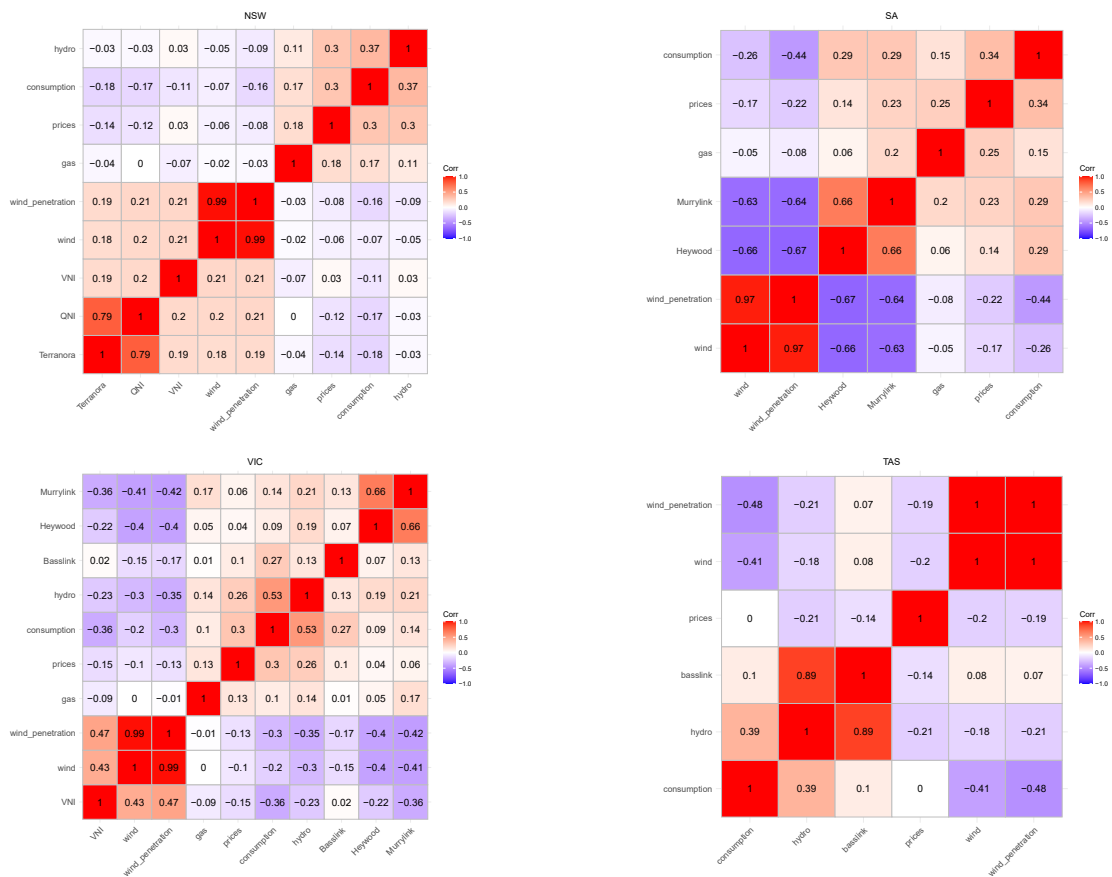 NSW
hydro −0.03 −0.03 0.03 −0.05 −0.09 0.11 0.3 0.37 1
consumption −0.18 −0.17 −0.11 −0.07 −0.16 0.17 0.3 1 0.37
prices −0.14 −0.12 0.03 −0.06 −0.08 0.18 1 0.3 0.3
gas −0.04 0 −0.07 −0.02 −0.03 1 0.18 0.17 0.11
wind_penetration 0.19 0.21 0.21 0.99 1 −0.03 −0.08 −0.16 −0.09
wind 0.18 0.2 0.21 1 0.99 −0.02 −0.06 −0.07 −0.05
VNI 0.19 0.2 1 0.21 0.21 −0.07 0.03 −0.11 0.03
QNI 0.79 1 0.2 0.2 0.21 0 −0.12 −0.17 −0.03
Terranora 1 0.79 0.19 0.18 0.19 −0.04 −0.14 −0.18 −0.03
Terranora QNI VNI wind wind_penetration gas prices consumption hydro
Corr
1.0
0.5
0.0
−0.5
−1.0
SA
consumption −0.26 −0.44 0.29 0.29 0.15 0.34 1
prices −0.17 −0.22 0.14 0.23 0.25 1 0.34
gas −0.05 −0.08 0.06 0.2 1 0.25 0.15
Murrylink −0.63 −0.64 0.66 1 0.2 0.23 0.29
Heywood −0.66 −0.67 1 0.66 0.06 0.14 0.29
wind_penetration 0.97 1 −0.67 −0.64 −0.08 −0.22 −0.44
wind 1 0.97 −0.66 −0.63 −0.05 −0.17 −0.26
wind wind_penetration Heywood Murrylink gas prices consumption
Corr
1.0
0.5
0.0
−0.5
−1.0
VIC
Murrylink −0.36 −0.41 −0.42 0.17 0.06 0.14 0.21 0.13 0.66 1
Heywood −0.22 −0.4 −0.4 0.05 0.04 0.09 0.19 0.07 1 0.66
Basslink 0.02 −0.15 −0.17 0.01 0.1 0.27 0.13 1 0.07 0.13
hydro −0.23 −0.3 −0.35 0.14 0.26 0.53 1 0.13 0.19 0.21
consumption −0.36 −0.2 −0.3 0.1 0.3 1 0.53 0.27 0.09 0.14
prices −0.15 −0.1 −0.13 0.13 1 0.3 0.26 0.1 0.04 0.06
gas −0.09 0 −0.01 1 0.13 0.1 0.14 0.01 0.05 0.17
wind_penetration 0.47 0.99 1 −0.01 −0.13 −0.3 −0.35 −0.17 −0.4 −0.42
wind 0.43 1 0.99 0 −0.1 −0.2 −0.3 −0.15 −0.4 −0.41
VNI 1 0.43 0.47 −0.09 −0.15 −0.36 −0.23 0.02 −0.22 −0.36
VNI wind wind_penetration gas prices consumption hydro Basslink Heywood Murrylink
Corr
1.0
0.5
0.0
−0.5
−1.0
TAS
wind_penetration −0.48 −0.21 0.07 −0.19 1 1
wind −0.41 −0.18 0.08 −0.2 1 1
prices 0 −0.21 −0.14 1 −0.2 −0.19
basslink 0.1 0.89 1 −0.14 0.08 0.07
hydro 0.39 1 0.89 −0.21 −0.18 −0.21
consumption 1 0.39 0.1 0 −0.41 −0.48
consumption hydro basslink prices wind wind_penetration
Corr
1.0
0.5
0.0
−0.5
−1.0